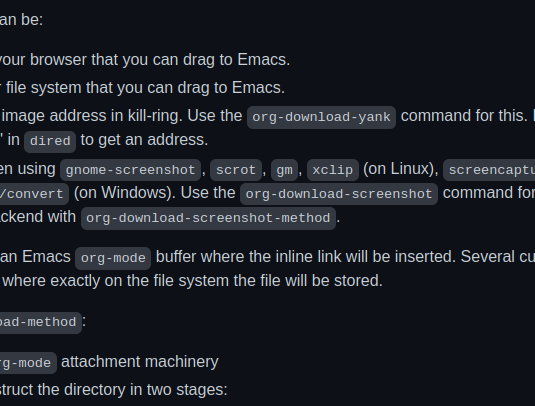 an be:
your browser that you can drag to Emacs.
file system that you can drag to Emacs.
image address in kill-ring. Use the org-download-yank command for this.
" in dired to get an address.
en using gnome-screenshot, scrot, gm, xclip (on Linux), screencaptu
/convert (on Windows). Use the org-download-screenshot command for
ackend with org-download-screenshot-method.
an Emacs org-mode buffer where the inline link will be inserted. Several cu
where exactly on the file system the file will be stored.
oad-method:
rg-mode attachment machinery
struct the directory in two stages: